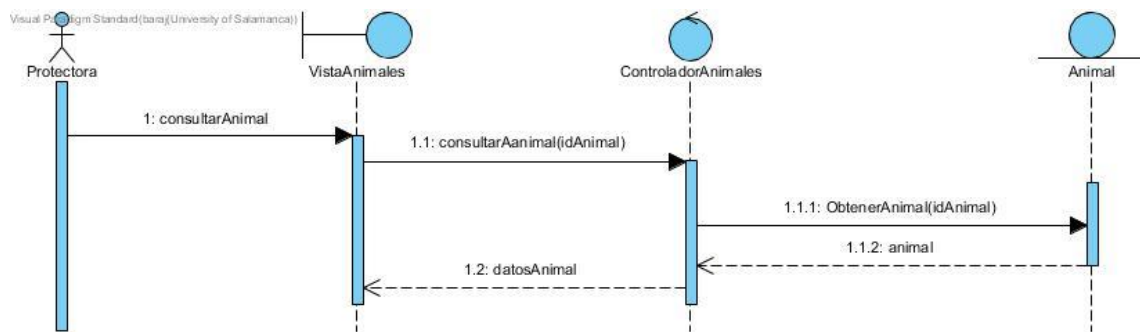 Visual Paradigm Standard(baraj(University of Salamanca))
Protectora
VistaAnimales
ControladorAnimales
Animal
1: consultarAnimal
1.1: consultarAanimal(idAnimal)
1.1.1: ObtenerAnimal(idAnimal)
1.1.2: animal
1.2: datosAnimal